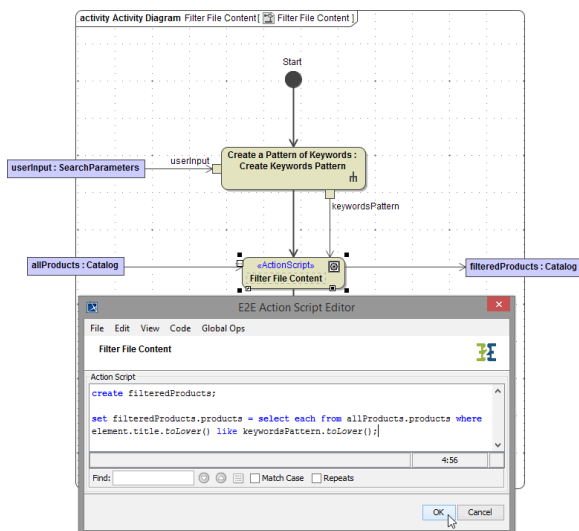 activity Activity Diagram Filter File Content[ Filter File Content]
Start
Create a Pattern of Keywords :
Create Keywords Pattern
userInput
userInput : SearchParameters
keywordsPattern
allProducts : Catalog
«ActionScript»
Filter File Content
filteredProducts : Catalog
E2E Action Script Editor
File Edit View Code Global Ops
Filter File Content
Action Script
create filteredProducts;
set filteredProducts.products = select each from allProducts.products where
element.title.toLower() like keywordsPattern.toLower();
4:56
Find: Match Case Repeats
OK Cancel